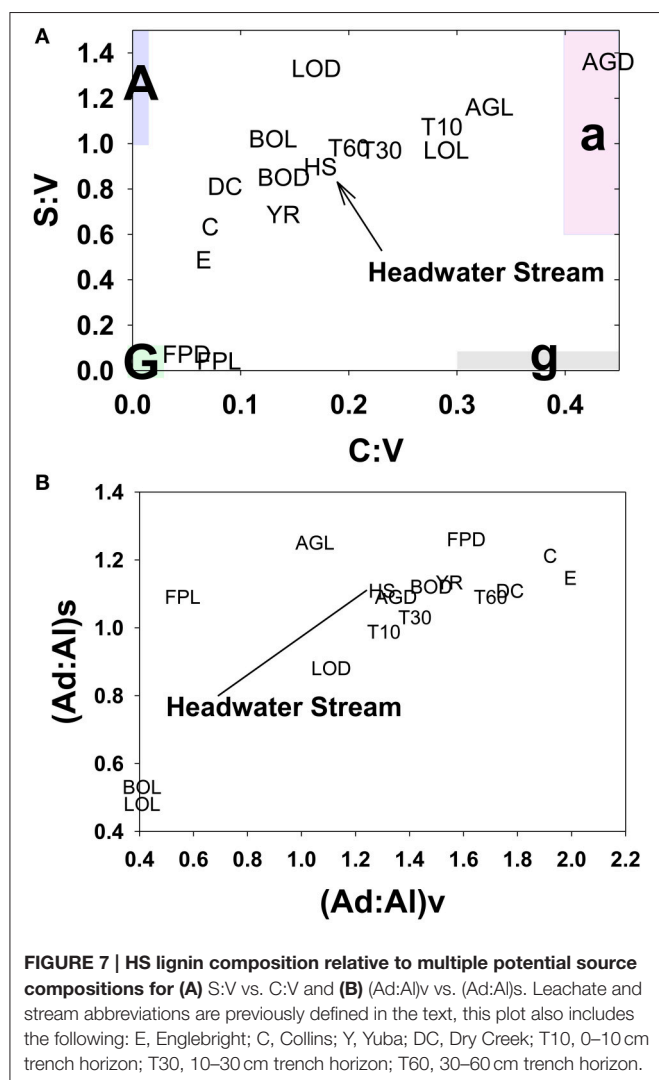 A
1.4
1.2
1.0
0.8
0.6
0.4
0.2
0.0
S:V
A
a
G
g
LOD
AGD
AGL
T10
BOL
T60
T30
LOL
HS
BOD
DC
YR
C
E
FPD
FPL
Headwater Stream
0.0 0.1 0.2 0.3 0.4
C:V
B
1.4
1.2
1.0
0.8
0.6
0.4
(Ad:Al)s
AGL
FPD
C
E
FPL
HS
AGD
BOD
YR
T60
DC
T30
T10
LOD
Headwater Stream
BOL
LOL
0.4 0.6 0.8 1.0 1.2 1.4 1.6 1.8 2.0 2.2
(Ad:Al)v
FIGURE 7 | HS lignin composition relative to multiple potential source
compositions for (A) S:V vs. C:V and (B) (Ad:Al)v vs. (Ad:Al)s. Leachate and
stream abbreviations are previously defined in the text, this plot also includes
the following: E, Englebright; C, Collins; Y, Yuba; DC, Dry Creek; T10, 0–10 cm
trench horizon; T30, 10–30 cm trench horizon; T60, 30–60 cm trench horizon.